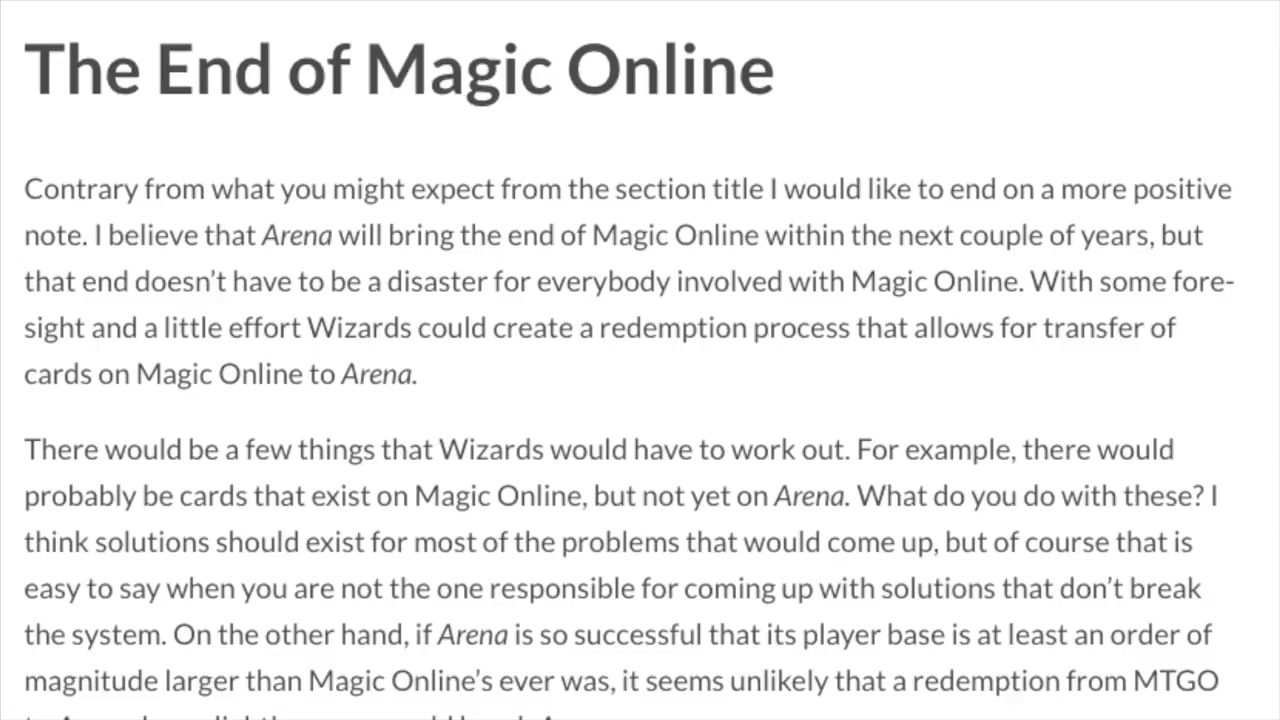 The End of Magic Online
Contrary from what you might expect from the section title I would like to end on a more positive
note. I believe that Arena will bring the end of Magic Online within the next couple of years, but
that end doesn’t have to be a disaster for everybody involved with Magic Online. With some fore-
sight and a little effort Wizards could create a redemption process that allows for transfer of
cards on Magic Online to Arena.
There would be a few things that Wizards would have to work out. For example, there would
probably be cards that exist on Magic Online, but not yet on Arena. What do you do with these? I
think solutions should exist for most of the problems that would come up, but of course that is
easy to say when you are not the one responsible for coming up with solutions that don’t break
the system. On the other hand, if Arena is so successful that its player base is at least an order of
magnitude larger than Magic Online’s ever was, it seems unlikely that a redemption from MTGO